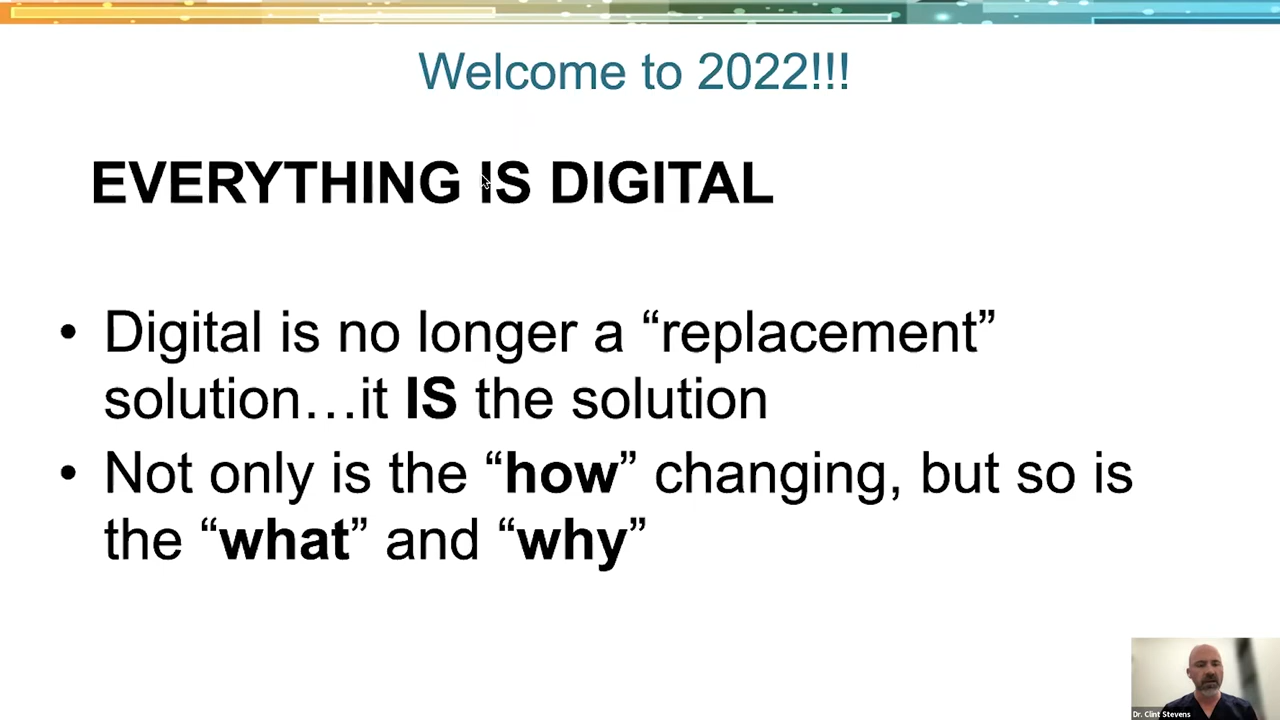 Welcome to 2022!!!
EVERYTHING IS DIGITAL
• Digital is no longer a “replacement”
solution…it IS the solution
• Not only is the “how” changing, but so is
the “what” and “why”
Dr. Clint Stevens